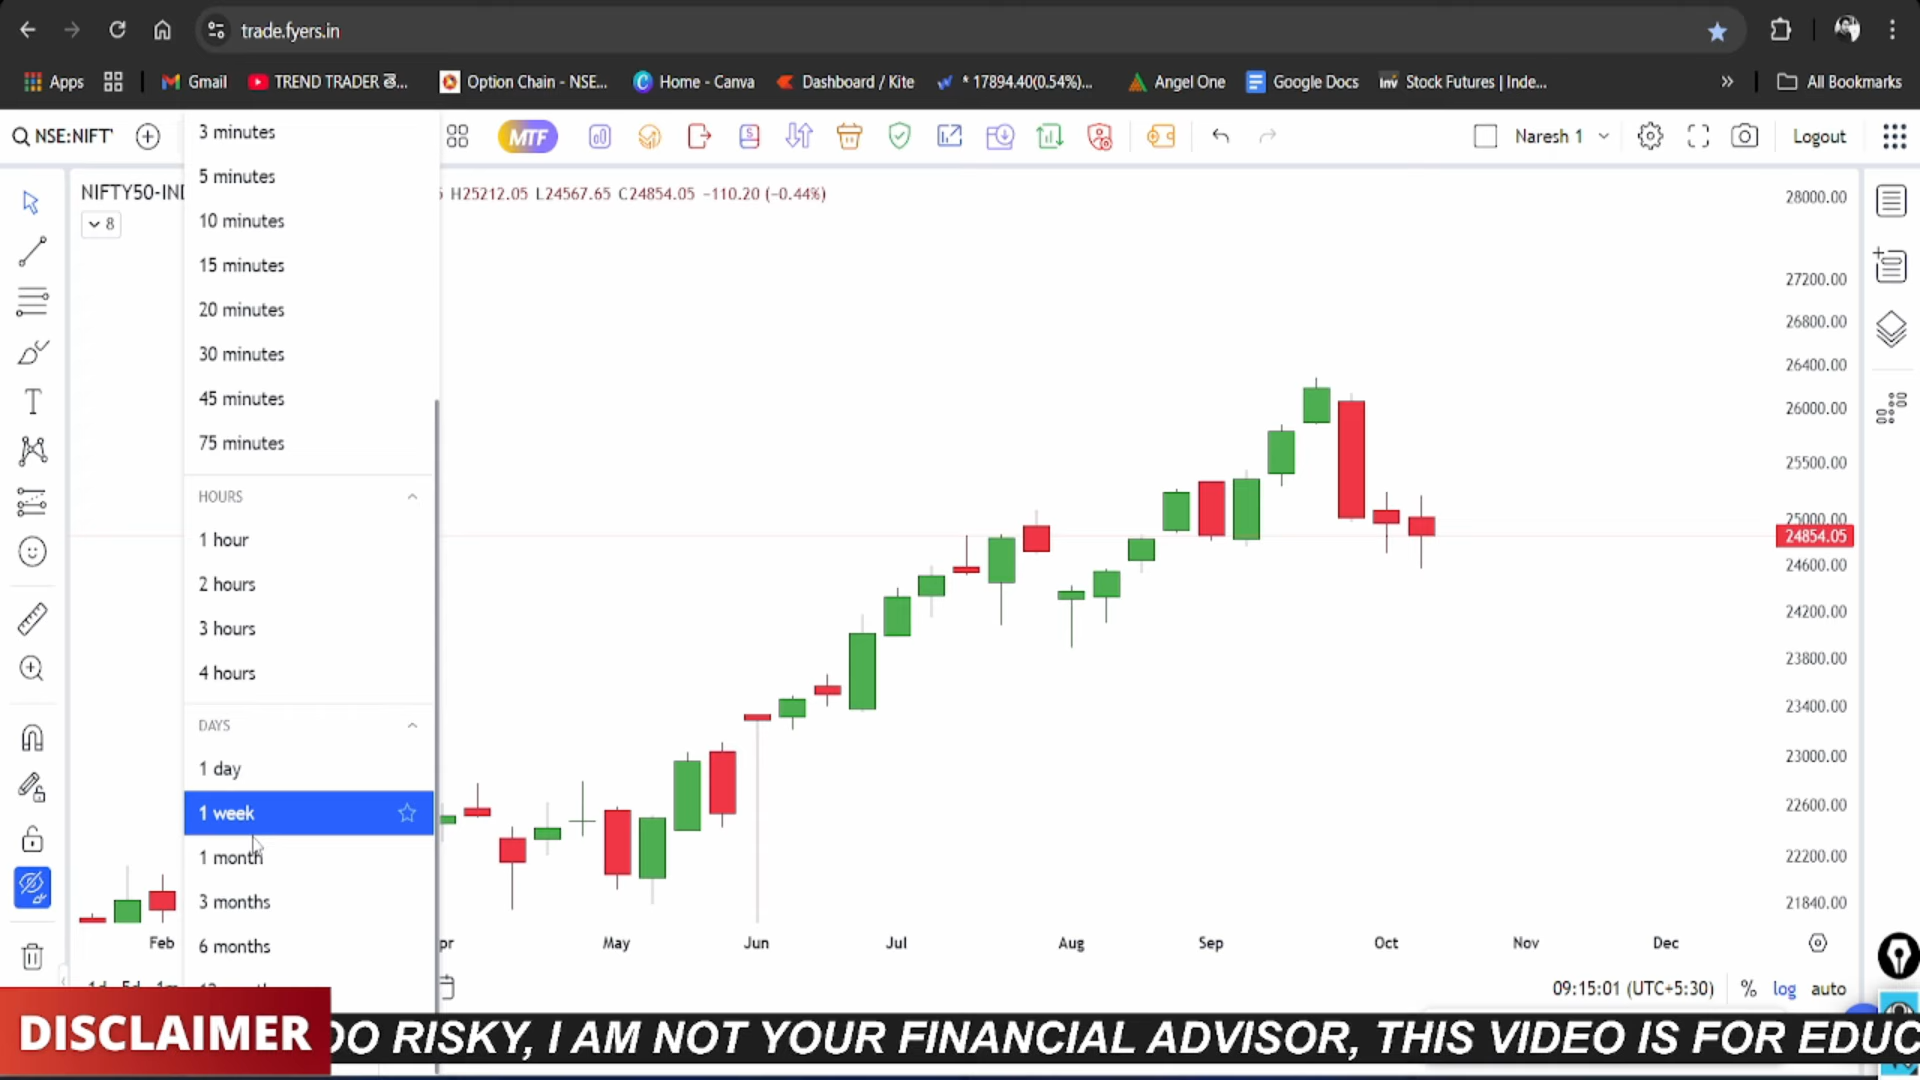 trade.fyers.in
Apps
Gmail
TREND TRADER తె...
Option Chain - NSE...
Home - Canva
Dashboard / Kite
* 17894.40(0.54%)...
Angel One
Google Docs
Inv Stock Futures | Inde...
»
All Bookmarks
NSE:NIFTY
MTF
Naresh 1
Logout
NIFTY50-IND
H25212.05 L24567.65 C24854.05 −110.20 (−0.44%)
8
3 minutes
5 minutes
10 minutes
15 minutes
20 minutes
30 minutes
45 minutes
75 minutes
HOURS
1 hour
2 hours
3 hours
4 hours
DAYS
1 day
1 week
1 month
3 months
6 months
28000.00
27200.00
26800.00
26400.00
26000.00
25500.00
25000.00
24854.05
24600.00
24200.00
23800.00
23400.00
23000.00
22600.00
22200.00
21840.00
Feb
pr
May
Jun
Jul
Aug
Sep
Oct
Nov
Dec
09:15:01 (UTC+5:30)
%
log
auto
DISCLAIMER
DO RISKY, I AM NOT YOUR FINANCIAL ADVISOR, THIS VIDEO IS FOR EDUC